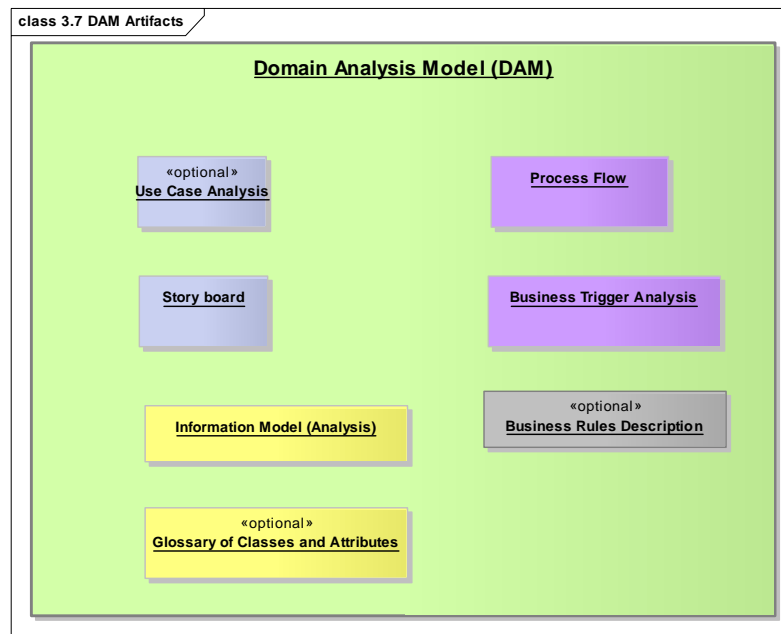 class 3.7 DAM Artifacts
Domain Analysis Model (DAM)
«optional»
Use Case Analysis
Process Flow
Story board
Business Trigger Analysis
Information Model (Analysis)
«optional»
Business Rules Description
«optional»
Glossary of Classes and Attributes